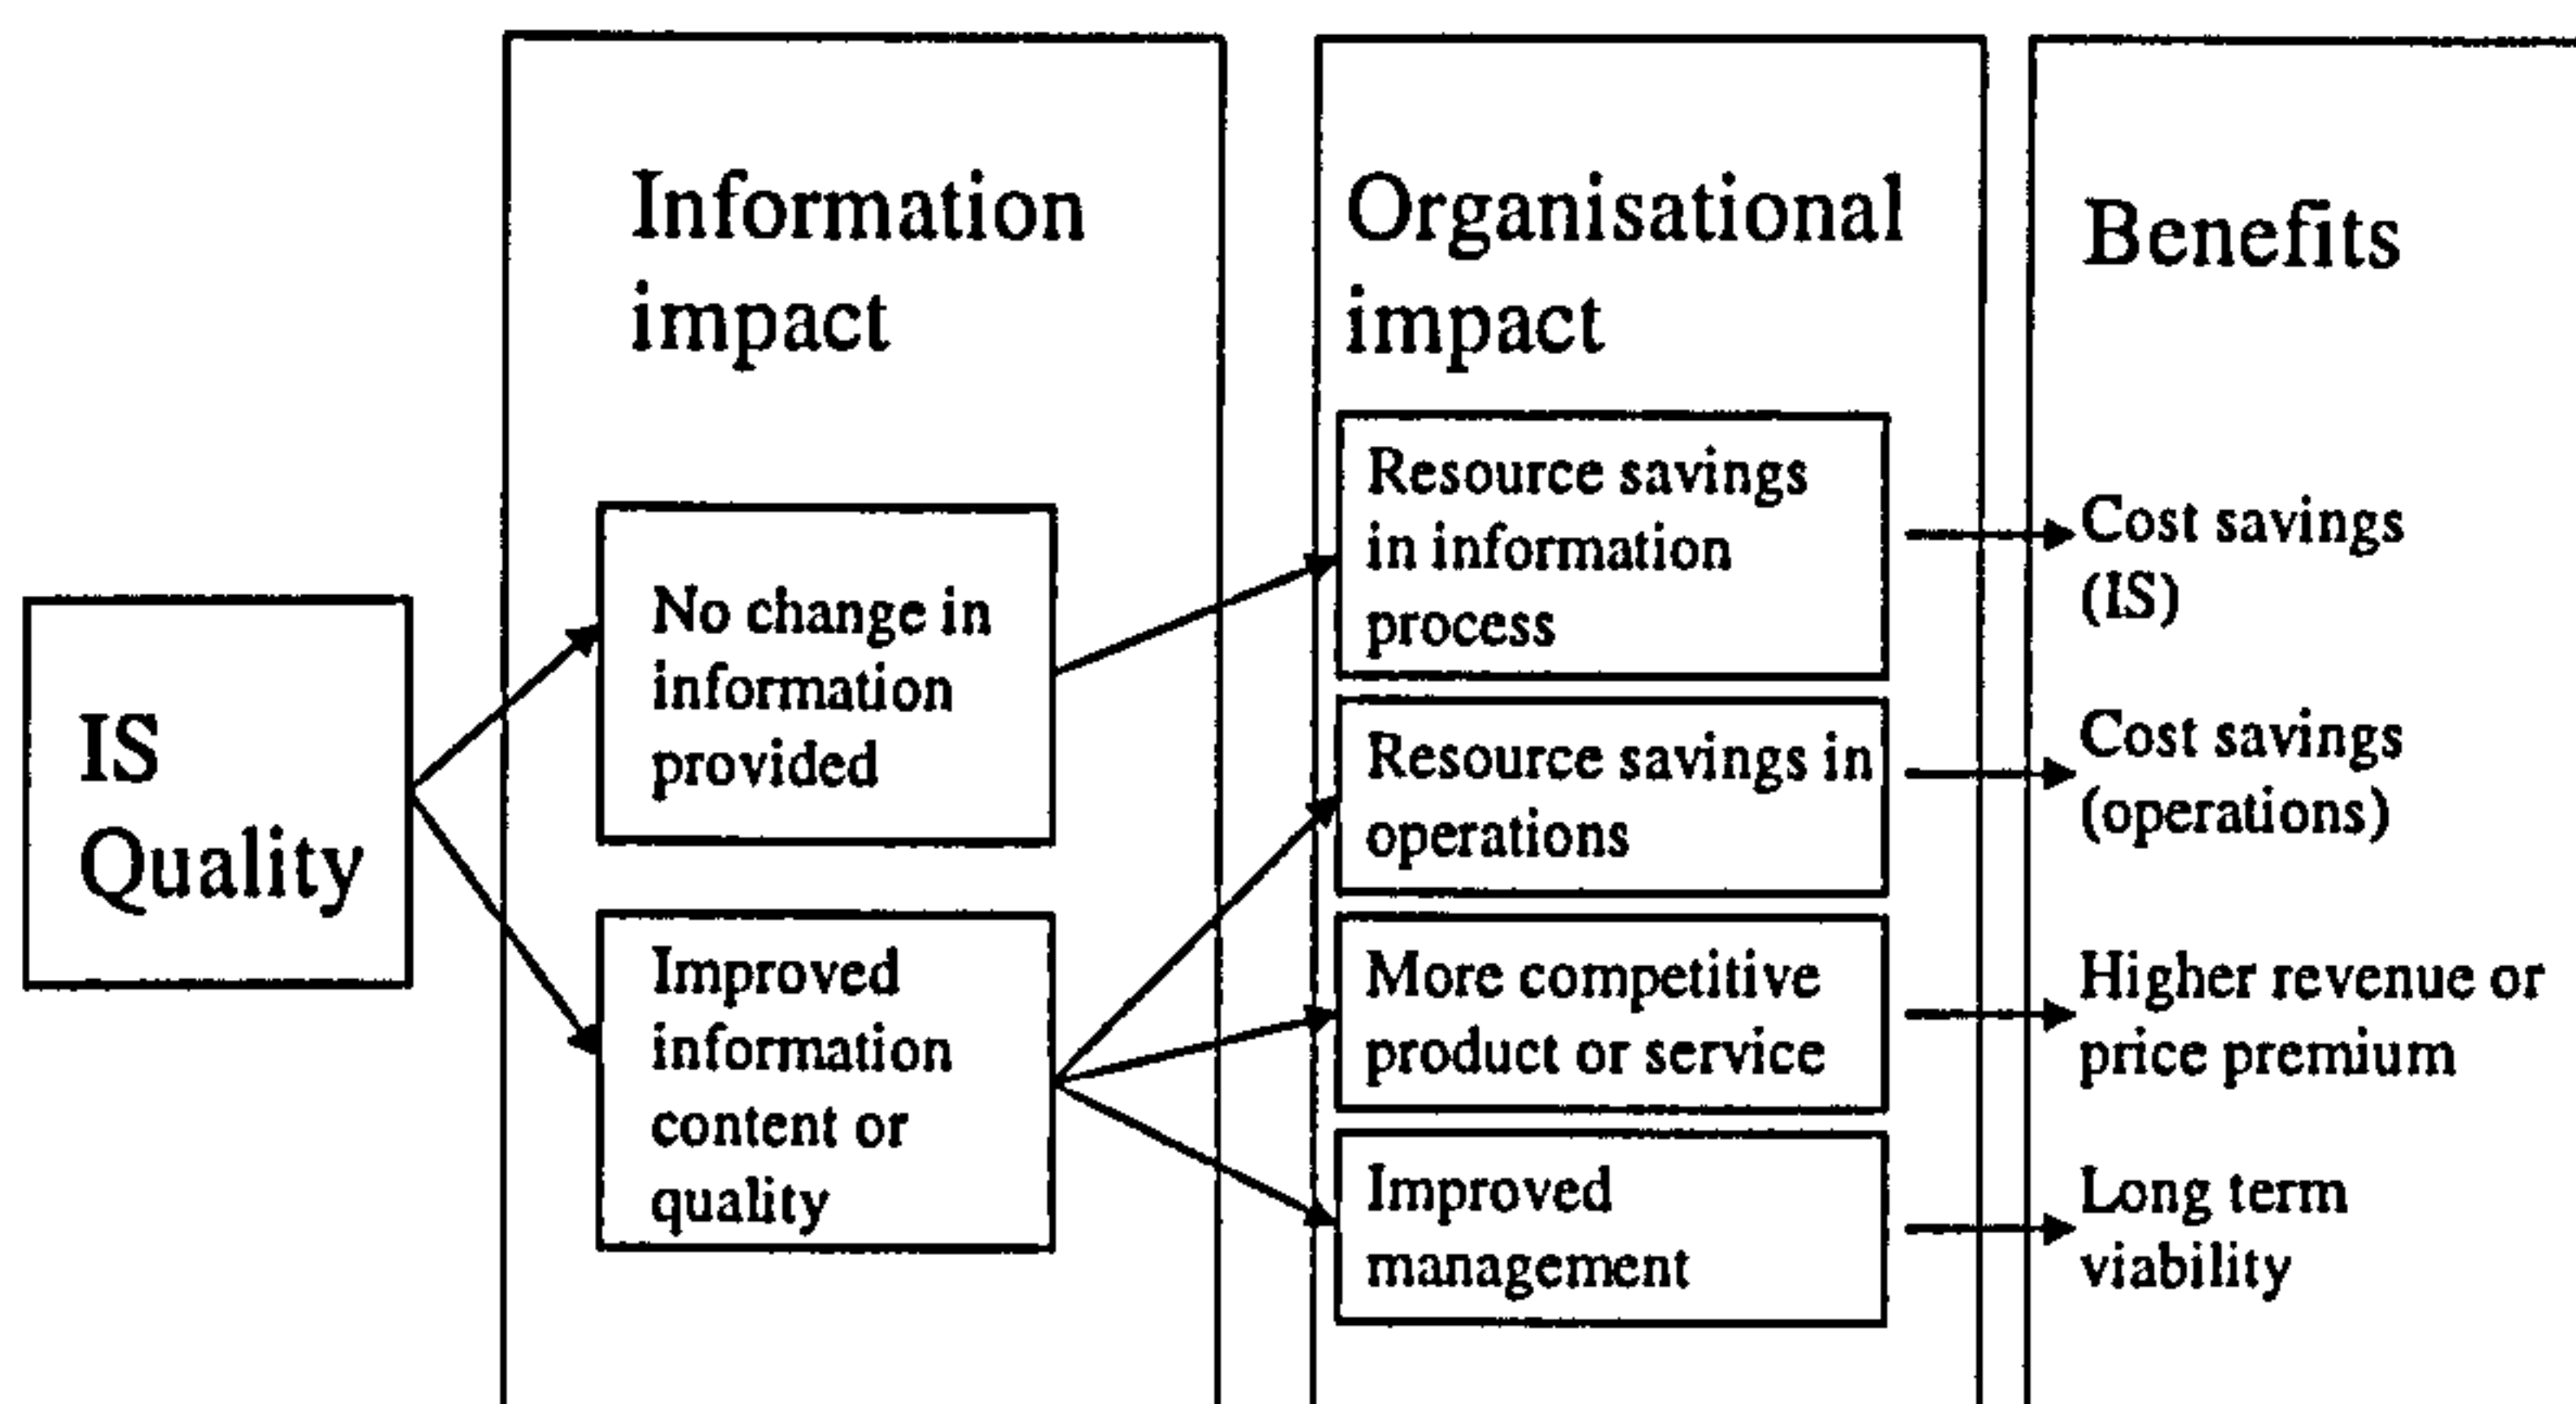 IS
Quality
Information
impact
No change in
information
provided
Improved
information
content or
quality
Organisational
impact
Resource savings
in information
process
Resource savings in
operations
More competitive
product or service
Improved
management
Benefits
Cost savings
(IS)
Cost savings
(operations)
Higher revenue or
price premium
Long term
viability